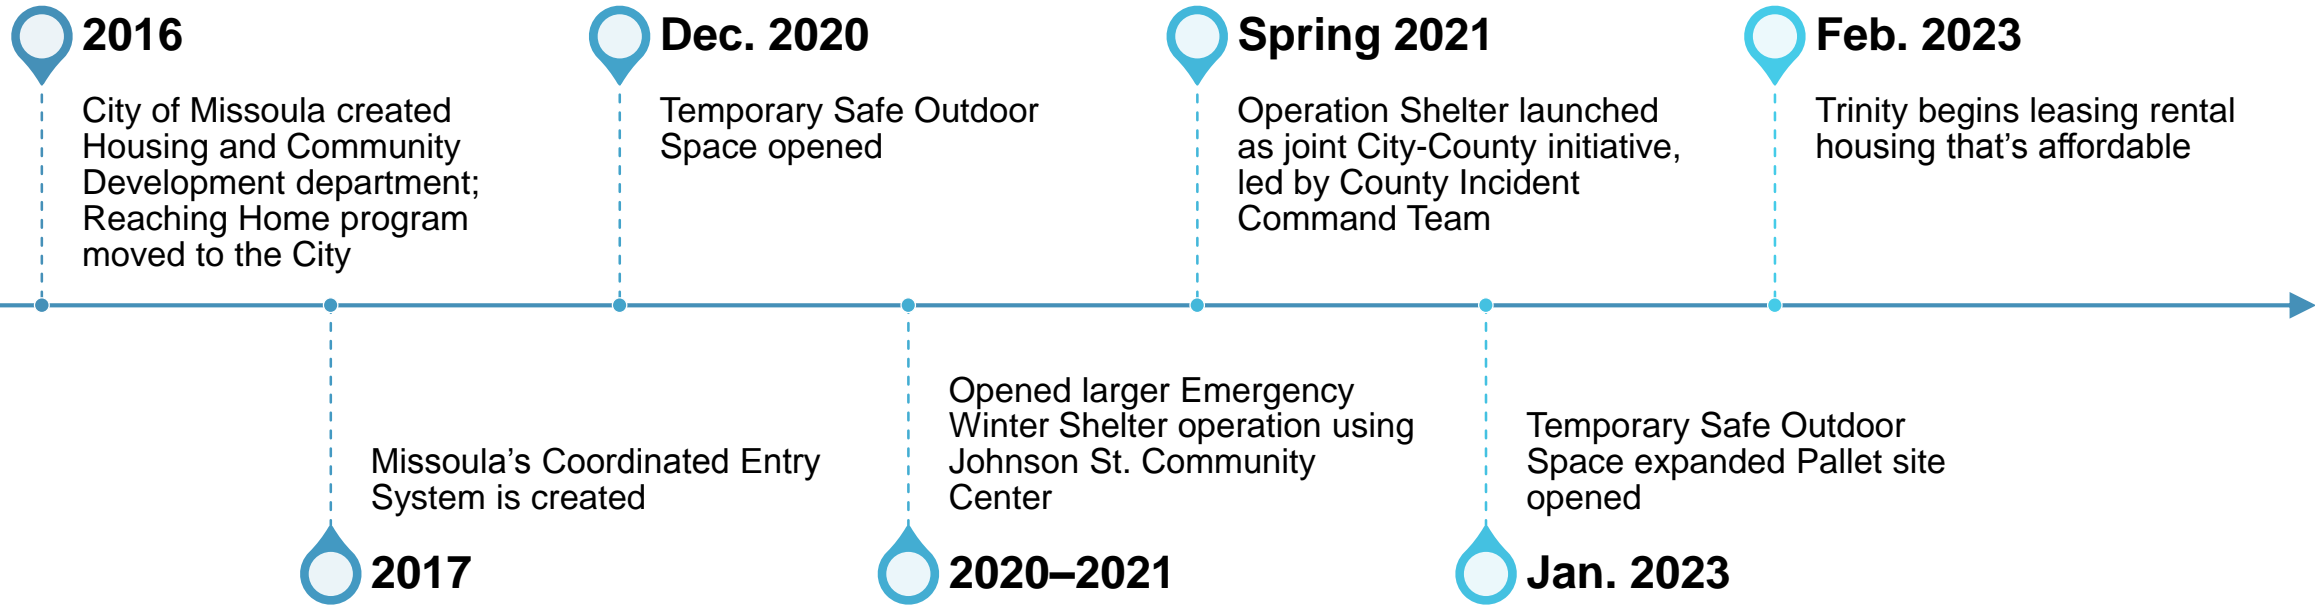 2016
City of Missoula created
Housing and Community
Development department;
Reaching Home program
moved to the City
Missoula’s Coordinated Entry
System is created
2017
Dec. 2020
Temporary Safe Outdoor
Space opened
Opened larger Emergency
Winter Shelter operation using
Johnson St. Community
Center
2020–2021
Spring 2021
Operation Shelter launched
as joint City-County initiative,
led by County Incident
Command Team
Temporary Safe Outdoor
Space expanded Pallet site
opened
Jan. 2023
Feb. 2023
Trinity begins leasing rental
housing that’s affordable